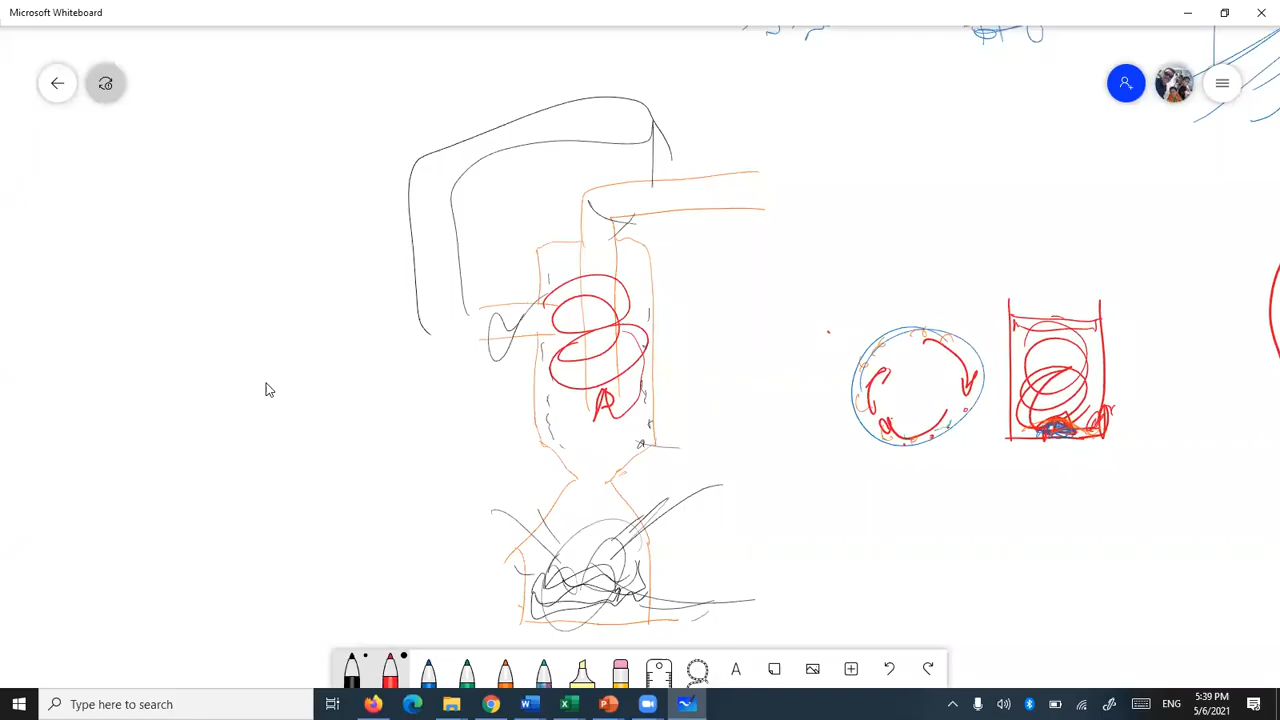 Microsoft Whiteboard
A
Type here to search
ENG
5:39 PM
5/6/2021